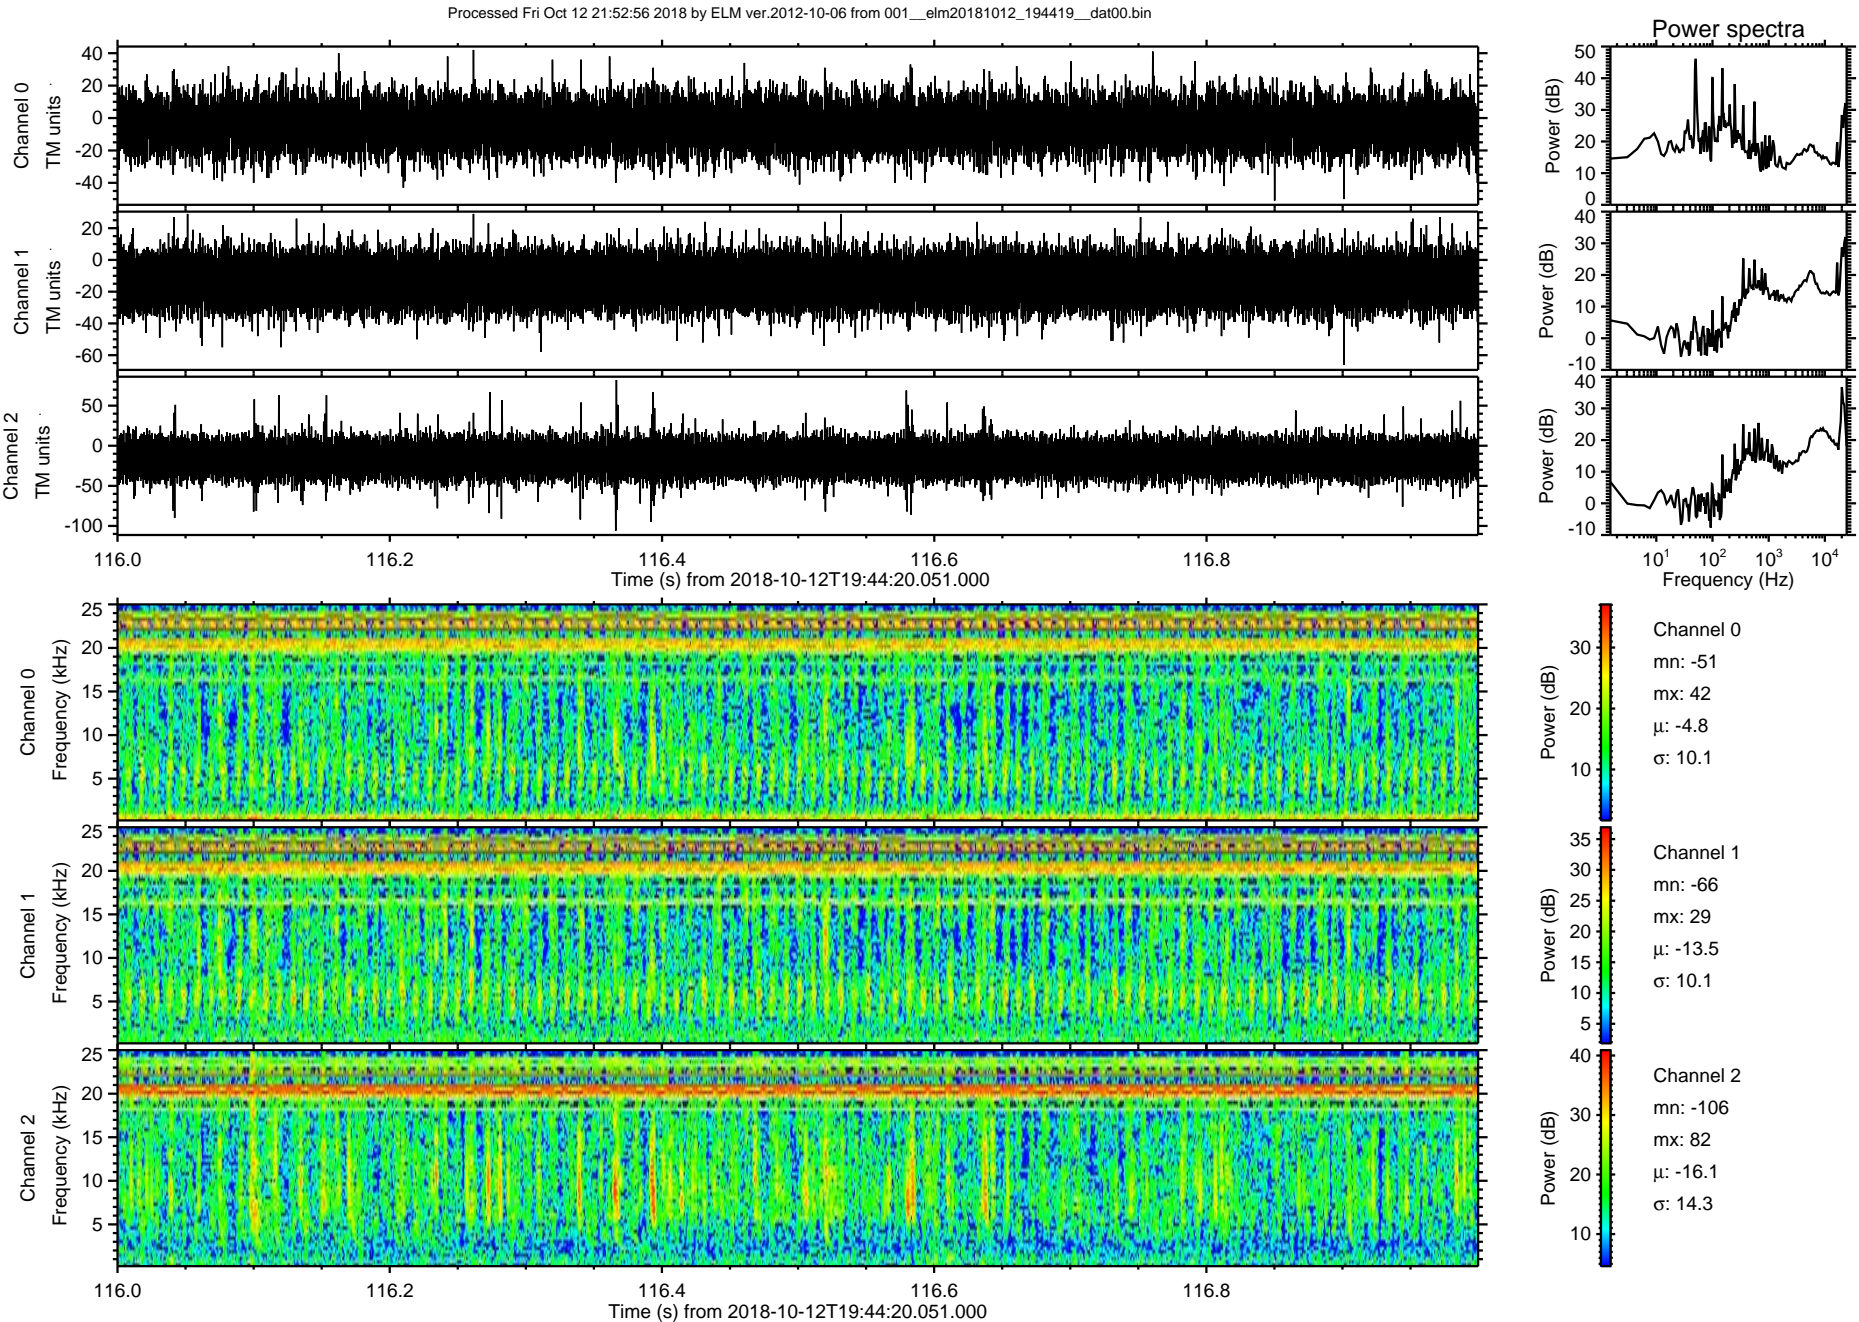 Processed Fri Oct 12 21:52:56 2018 by ELM ver.2012-10-06 from 001__elm20181012_194419__dat00.bin
Power spectra
Channel 0
TM units
40
20
0
-20
-40
Power (dB)
50
40
30
20
10
0
Channel 1
TM units
20
0
-20
-40
-60
Power (dB)
40
30
20
10
0
-10
Channel 2
TM units
50
0
-50
-100
Power (dB)
40
30
20
10
0
-10
116.0 116.2 116.4 116.6 116.8
Time (s) from 2018-10-12T19:44:20.051.000
10¹ 10² 10³ 10⁴
Frequency (Hz)
Channel 0
Frequency (kHz)
25
20
15
10
5
Power (dB)
30
20
10
Channel 0
mn: -51
mx: 42
μ: -4.8
σ: 10.1
Channel 1
Frequency (kHz)
25
20
15
10
5
Power (dB)
35
30
25
20
15
10
5
Channel 1
mn: -66
mx: 29
μ: -13.5
σ: 10.1
Channel 2
Frequency (kHz)
25
20
15
10
5
Power (dB)
40
30
20
10
Channel 2
mn: -106
mx: 82
μ: -16.1
σ: 14.3
116.0 116.2 116.4 116.6 116.8
Time (s) from 2018-10-12T19:44:20.051.000